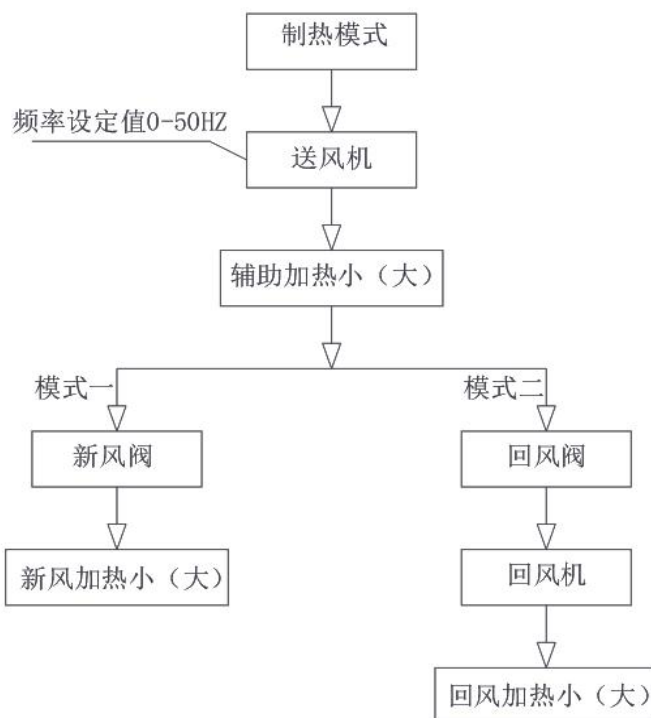 制热模式
频率设定值0-50HZ
送风机
辅助加热小（大）
模式一
模式二
新风阀
回风阀
新风加热小（大）
回风机
回风加热小（大）